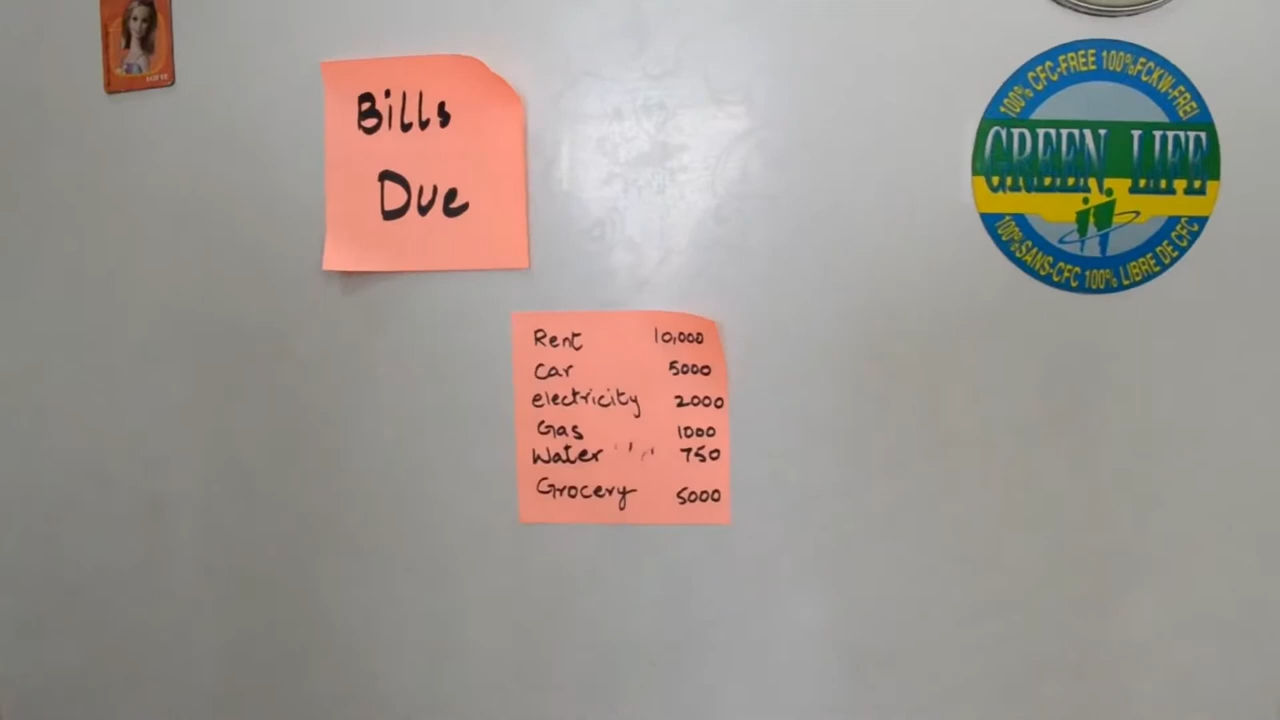 Bills
Due
100% CFC-FREE 100% FCKW-FREI
GREEN LIFE
100% SANS-CFC 100% LIBRE DE CFC
Rent 10,000
Car 5000
electricity 2000
Gas 1000
Water 750
Grocery 5000